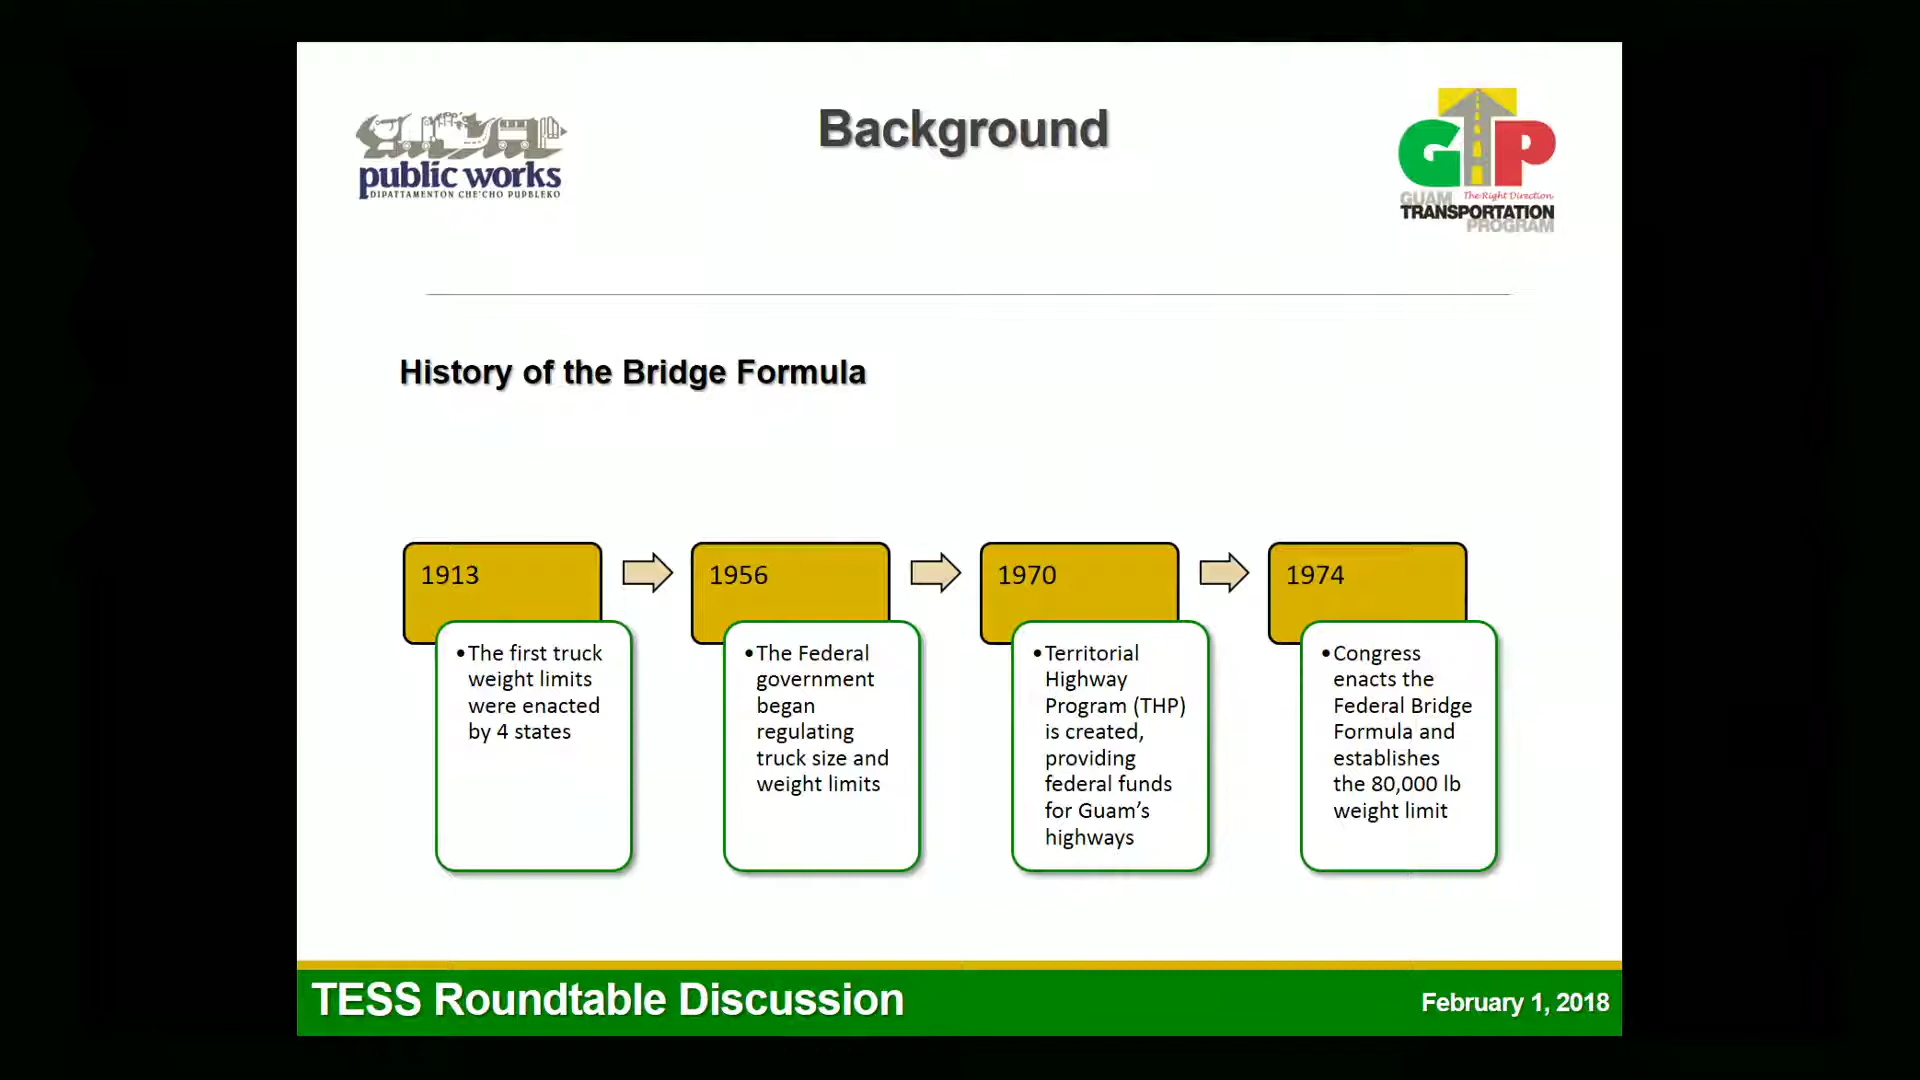 Background
public works
DIPATTAMENTON CHE'CHO PUPBLEKO
GTP
The Right Direction
GUAM
TRANSPORTATION
PROGRAM
History of the Bridge Formula
1913
•The first truck
weight limits
were enacted
by 4 states
1956
•The Federal
government
began
regulating
truck size and
weight limits
1970
•Territorial
Highway
Program (THP)
is created,
providing
federal funds
for Guam’s
highways
1974
•Congress
enacts the
Federal Bridge
Formula and
establishes
the 80,000 lb
weight limit
TESS Roundtable Discussion
February 1, 2018